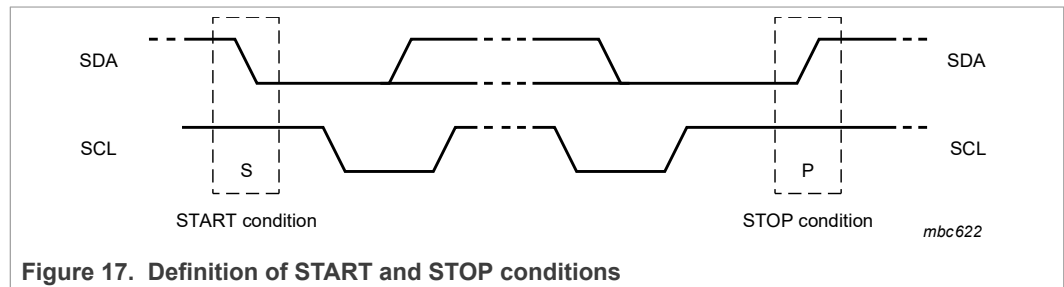 SDA SDA
SCL SCL
S P
START condition STOP condition
mbc622
Figure 17. Definition of START and STOP conditions